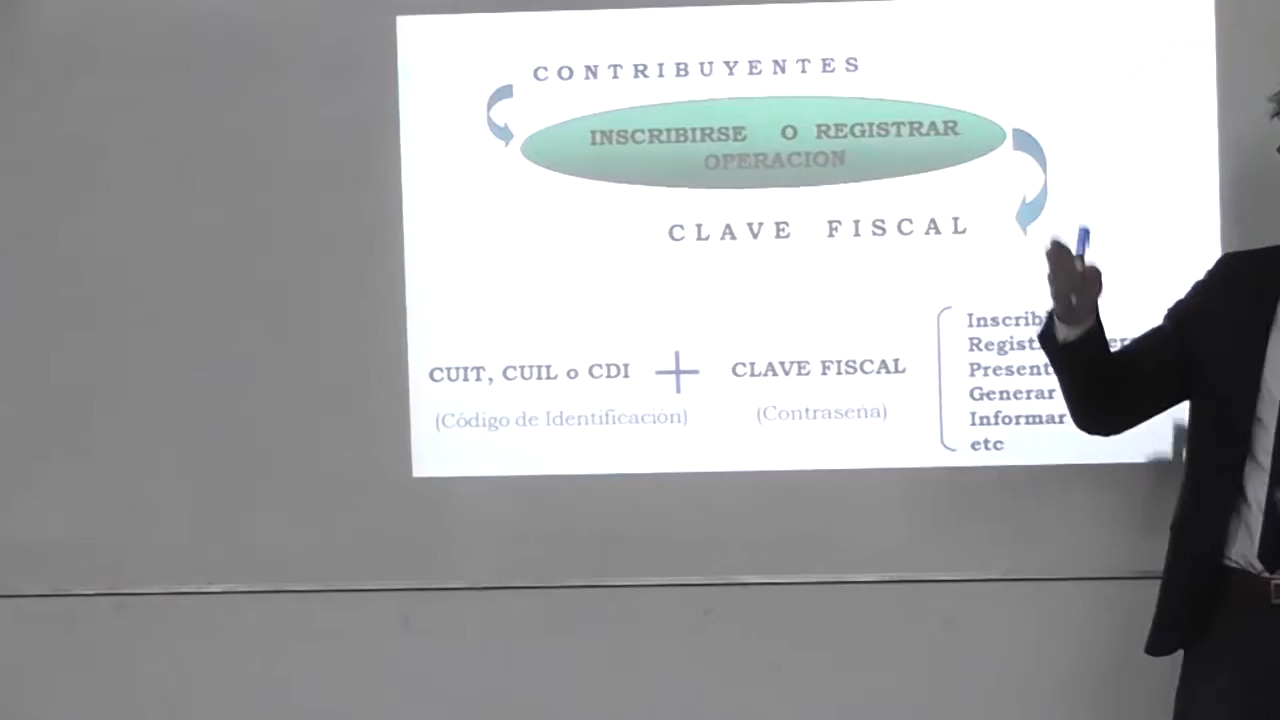 CONTRIBUYENTES
INSCRIBIRSE O REGISTRAR
OPERACION
CLAVE FISCAL
CUIT, CUIL o CDI + CLAVE FISCAL
(Código de Identificación) (Contraseña)
Generar
Informar
etc